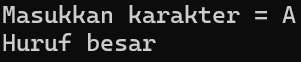 Masukkan karakter = A
Huruf besar